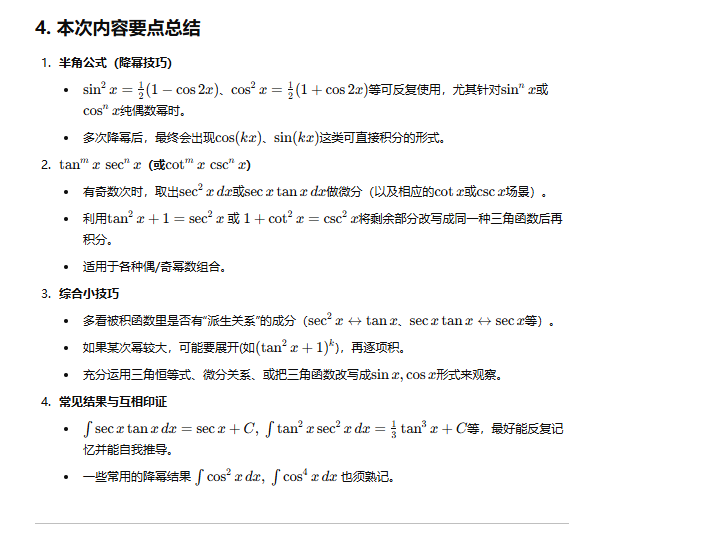 4. 本次内容要点总结
1. 半角公式（降幂技巧）
• sin² x = ½(1 − cos 2x)、cos² x = ½(1 + cos 2x)等可反复使用，尤其针对sinⁿ x或
cosⁿ x纯偶数幂时。
• 多次降幂后，最终会出现cos(kx)、sin(kx)这类可直接积分的形式。
2. tanᵐ x secⁿ x（或cotᵐ x cscⁿ x）
• 有奇数次时，取出sec² x dx或sec x tan x dx做微分（以及相应的cot x或csc x场景）。
• 利用tan² x + 1 = sec² x 或 1 + cot² x = csc² x将剩余部分改写成同一种三角函数后再
积分。
• 适用于各种偶/奇幂数组合。
3. 综合小技巧
• 多看被积函数里是否有“派生关系”的成分（sec² x ↔ tan x、sec x tan x ↔ sec x等）。
• 如果某次幂较大，可能要展开(如(tan² x + 1)ᵏ)，再逐项积。
• 充分运用三角恒等式、微分关系、或把三角函数改写成sin x, cos x形式来观察。
4. 常见结果与互相印证
• ∫ sec x tan x dx = sec x + C, ∫ tan² x sec² x dx = ⅓ tan³ x + C等，最好能反复记
忆并能自我推导。
• 一些常用的降幂结果 ∫ cos² x dx, ∫ cos⁴ x dx 也须熟记。